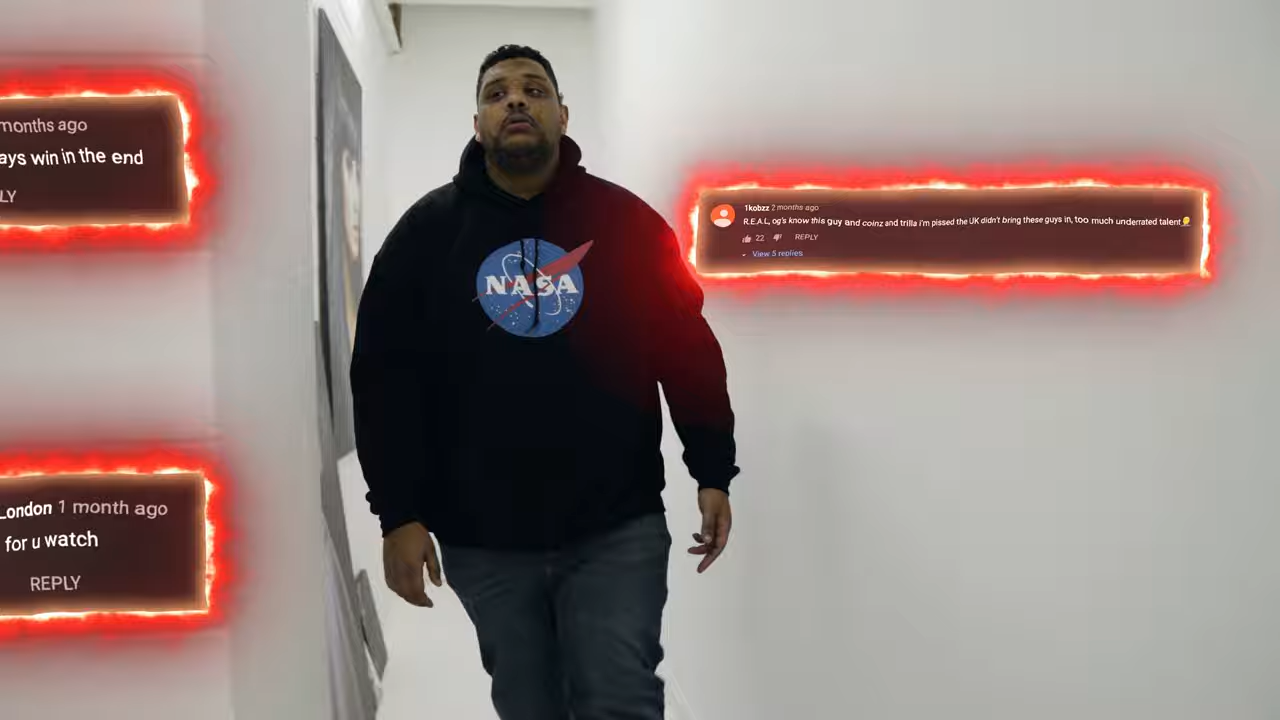 months ago
ays win in the end
LY
NASA
1kobzz 2 months ago
R.E.A.L, og's know this guy and coinz and trilla i'm pissed the UK didn't bring these guys in, too much underrated talent
22 REPLY
View 5 replies
London 1 month ago
for u watch
REPLY